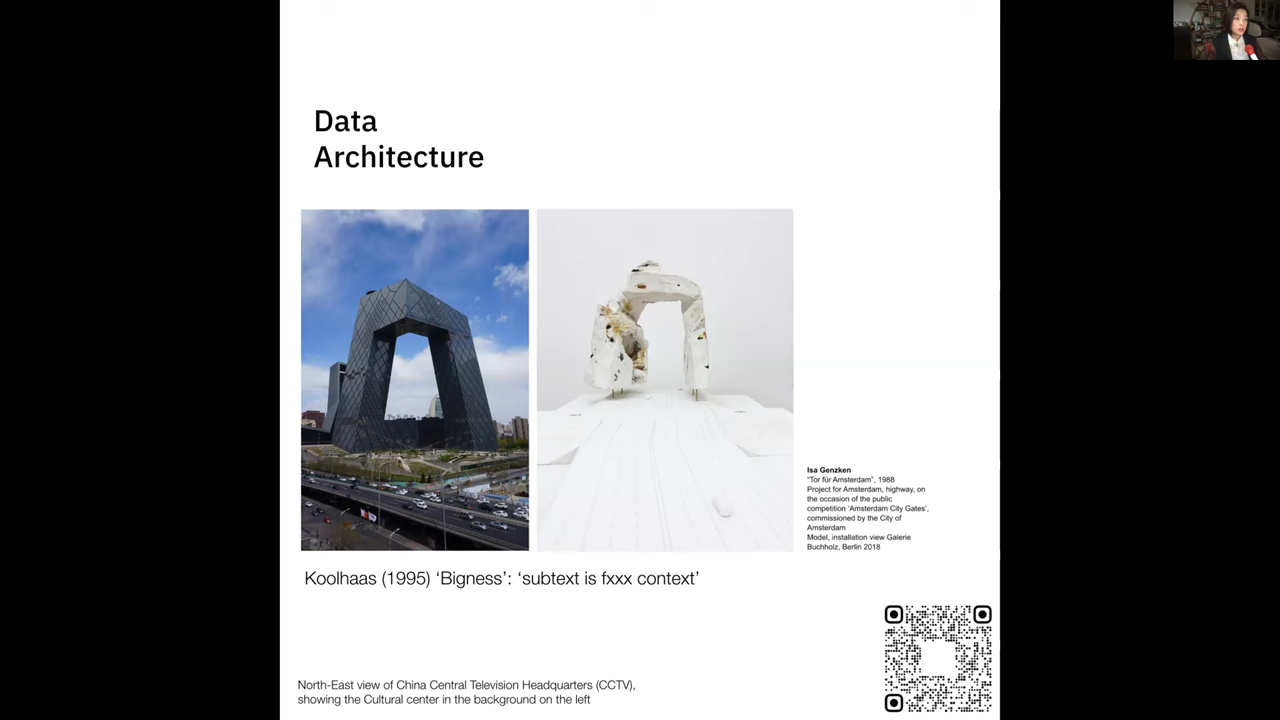 Data
Architecture
Isa Genzken
“Tor für Amsterdam”, 1988
Project for Amsterdam, highway, on
the occasion of the public
competition ‘Amsterdam City Gates’,
commissioned by the City of
Amsterdam
Model, installation view Galerie
Buchholz, Berlin 2018
Koolhaas (1995) ‘Bigness’: ‘subtext is fxxx context’
North-East view of China Central Television Headquarters (CCTV),
showing the Cultural center in the background on the left